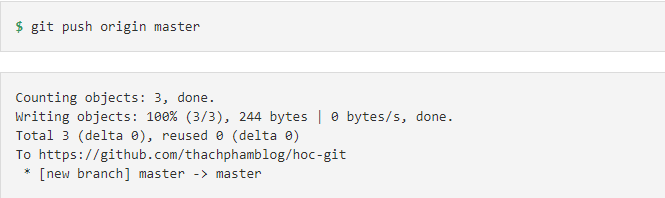 $ git push origin master
Counting objects: 3, done.
Writing objects: 100% (3/3), 244 bytes | 0 bytes/s, done.
Total 3 (delta 0), reused 0 (delta 0)
To https://github.com/thachphamblog/hoc-git
 * [new branch] master -> master